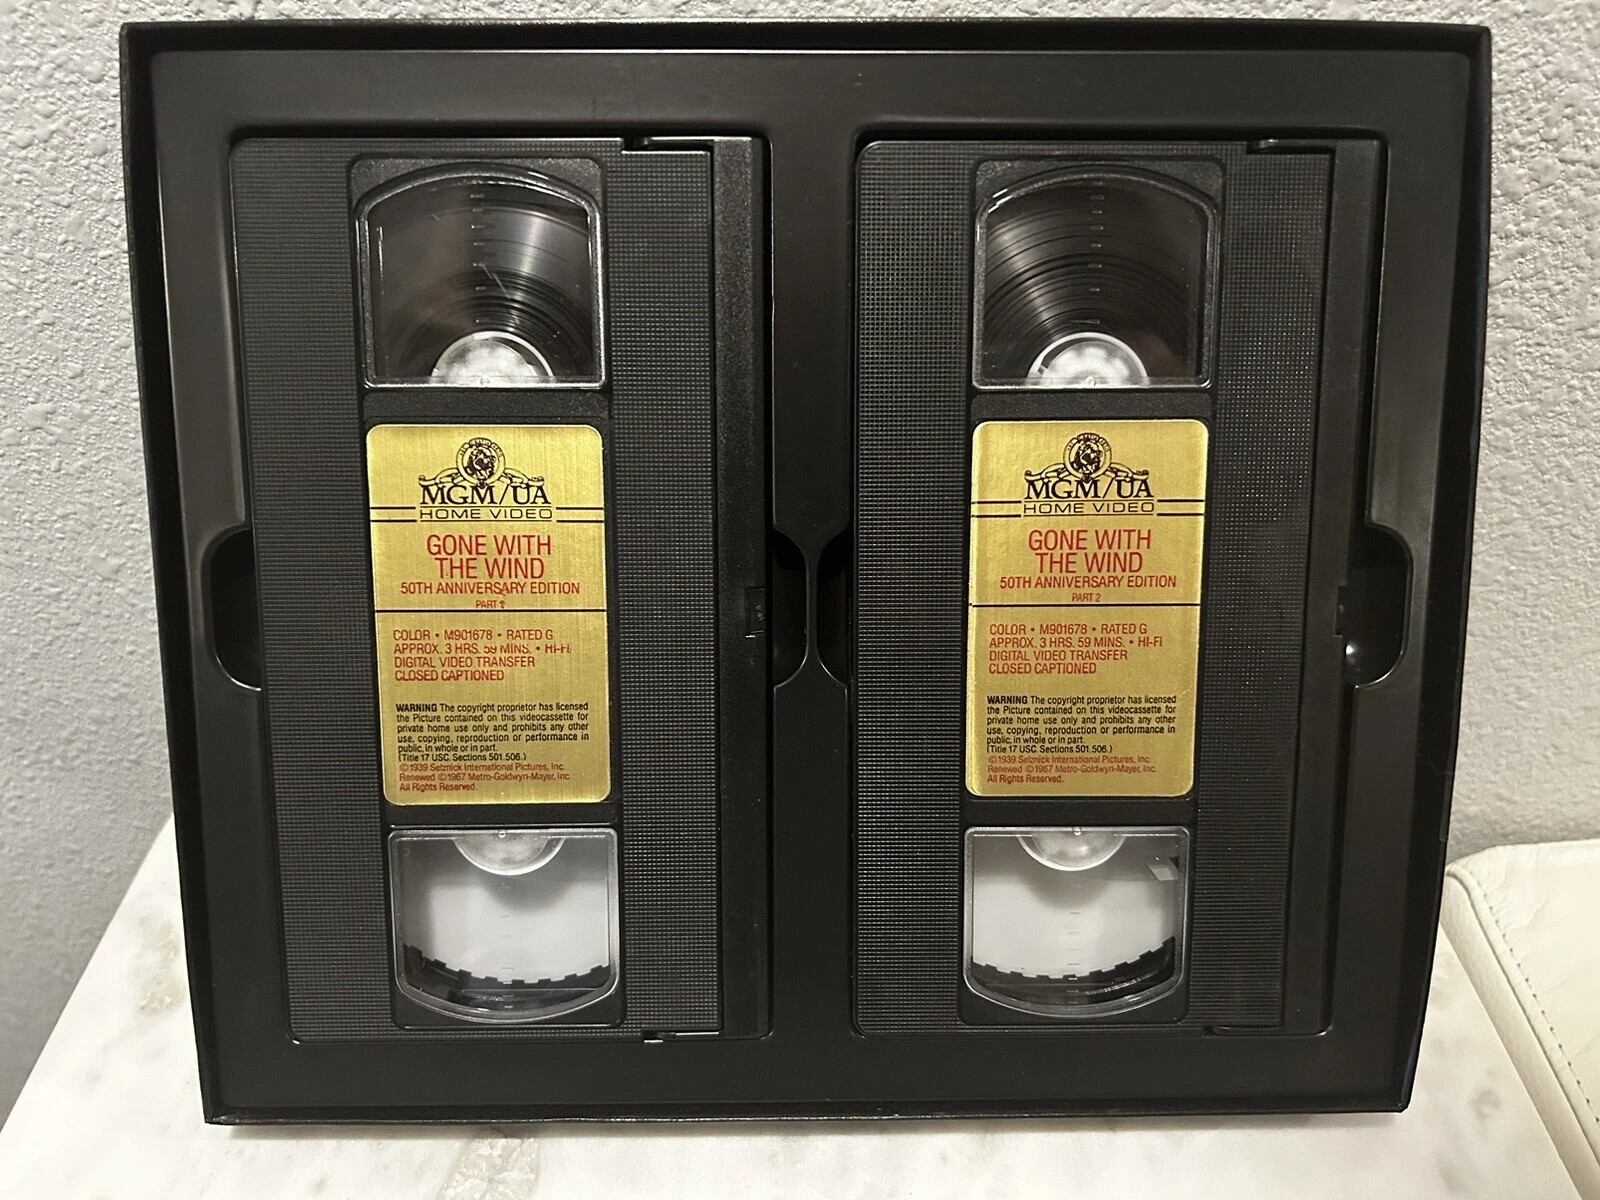 MGM/UA
HOME VIDEO
GONE WITH
THE WIND
50TH ANNIVERSARY EDITION
PART
COLOR • M901678 • RATED G
APPROX. 3 HRS. 59 MINS. • HI-FI
DIGITAL VIDEO TRANSFER
CLOSED CAPTIONED
WARNING The copyright proprietor has licensed
the Picture contained on this videocassette for
private home use only and prohibits any other
use, copying, reproduction or performance in
public, in whole or in part.
(Title 17 USC. Sections 501.506.)
©1939 Selznick International Pictures, Inc.
Renewed ©1967 Metro-Goldwyn-Mayer, Inc.
All Rights Reserved.
MGM/UA
HOME VIDEO
GONE WITH
THE WIND
50TH ANNIVERSARY EDITION
PART 2
COLOR • M901678 • RATED G
APPROX. 3 HRS. 59 MINS. • HI-FI
DIGITAL VIDEO TRANSFER
CLOSED CAPTIONED
WARNING The copyright proprietor has licensed
the Picture contained on this videocassette for
private home use only and prohibits any other
use, copying, reproduction or performance in
public, in whole or in part.
(Title 17 USC. Sections 501.506.)
©1939 Selznick International Pictures, Inc.
Renewed ©1967 Metro-Goldwyn-Mayer, Inc.
All Rights Reserved.